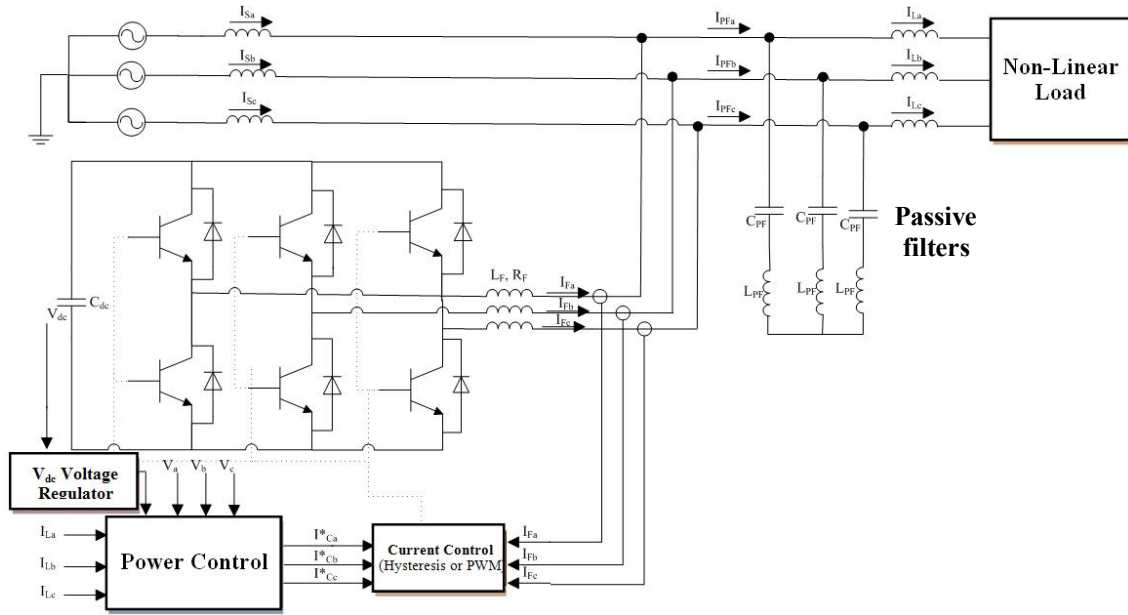 I_Sa
I_PFa
I_La
I_Sb
I_PFb
I_Lb
I_Sc
I_PFc
I_Lc
Non-Linear
Load
C_PF
C_PF
C_PF
Passive
filters
L_F, R_F
I_Fa
I_Fb
I_Fc
L_PF
L_PF
L_PF
C_dc
V_dc
V_dc Voltage
Regulator
V_a
V_b
V_c
I_La
I_Lb
I_Lc
Power Control
I*_Ca
I*_Cb
I*_Cc
Current Control
(Hysteresis or PWM)
I_Fa
I_Fb
I_Fc